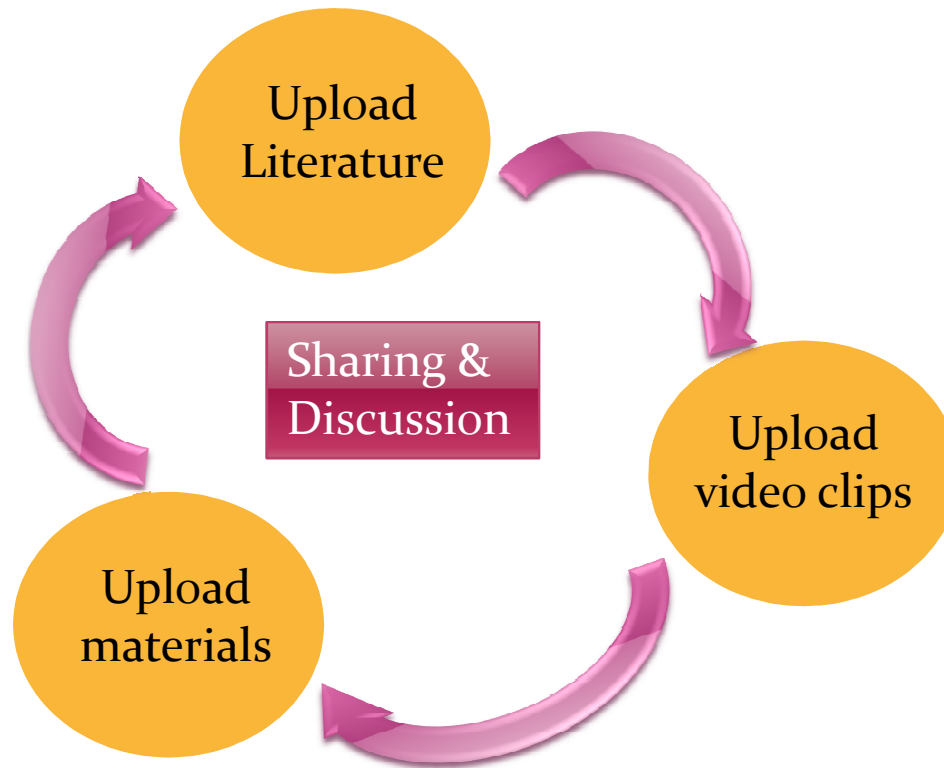 Upload
Literature
Sharing &
Discussion
Upload
video clips
Upload
materials